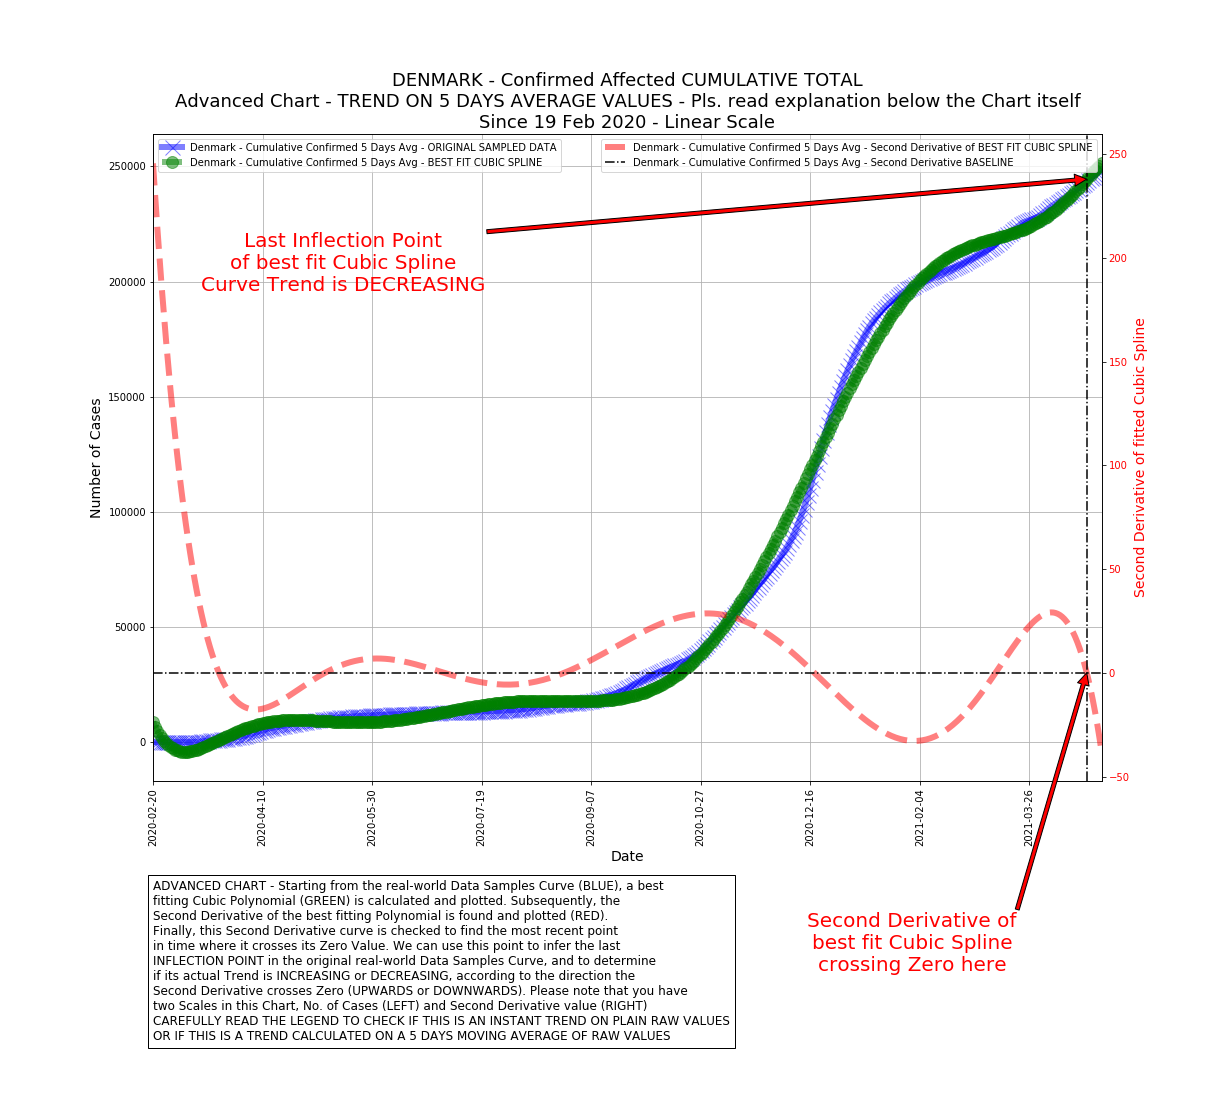 DENMARK - Confirmed Affected CUMULATIVE TOTAL
Advanced Chart - TREND ON 5 DAYS AVERAGE VALUES - Pls. read explanation below the Chart itself
Since 19 Feb 2020 - Linear Scale
Denmark - Cumulative Confirmed 5 Days Avg - ORIGINAL SAMPLED DATA
Denmark - Cumulative Confirmed 5 Days Avg - BEST FIT CUBIC SPLINE
Denmark - Cumulative Confirmed 5 Days Avg - Second Derivative of BEST FIT CUBIC SPLINE
Denmark - Cumulative Confirmed 5 Days Avg - Second Derivative BASELINE
Last Inflection Point
of best fit Cubic Spline
Curve Trend is DECREASING
Number of Cases
250000
200000
150000
100000
50000
0
250
200
150
100
50
0
−50
Second Derivative of fitted Cubic Spline
2020-02-20
2020-04-10
2020-05-30
2020-07-19
2020-09-07
2020-10-27
2020-12-16
2021-02-04
2021-03-26
Date
ADVANCED CHART - Starting from the real-world Data Samples Curve (BLUE), a best
fitting Cubic Polynomial (GREEN) is calculated and plotted. Subsequently, the
Second Derivative of the best fitting Polynomial is found and plotted (RED).
Finally, this Second Derivative curve is checked to find the most recent point
in time where it crosses its Zero Value. We can use this point to infer the last
INFLECTION POINT in the original real-world Data Samples Curve, and to determine
if its actual Trend is INCREASING or DECREASING, according to the direction the
Second Derivative crosses Zero (UPWARDS or DOWNWARDS). Please note that you have
two Scales in this Chart, No. of Cases (LEFT) and Second Derivative value (RIGHT)
CAREFULLY READ THE LEGEND TO CHECK IF THIS IS AN INSTANT TREND ON PLAIN RAW VALUES
OR IF THIS IS A TREND CALCULATED ON A 5 DAYS MOVING AVERAGE OF RAW VALUES
Second Derivative of
best fit Cubic Spline
crossing Zero here